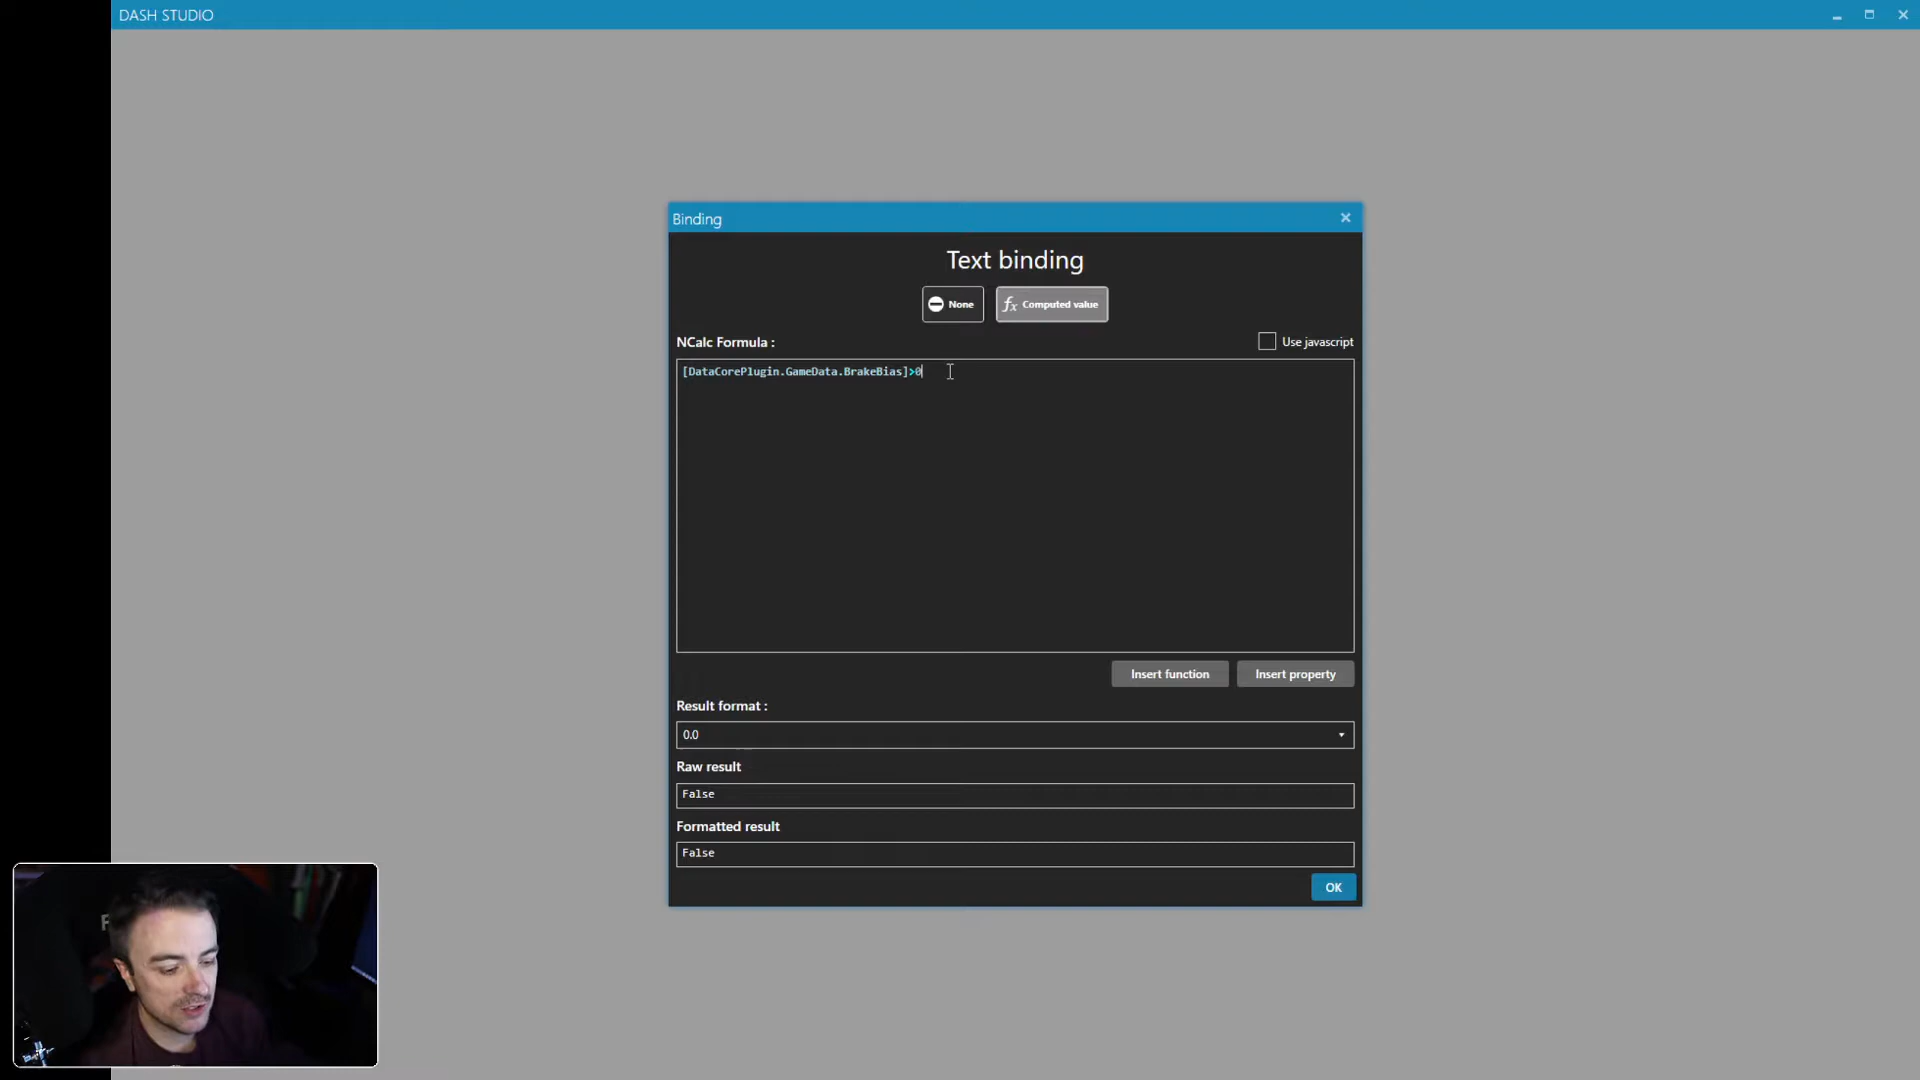 DASH STUDIO
Binding
Text binding
None
fx Computed value
NCalc Formula :
Use javascript
[DataCorePlugin.GameData.BrakeBias]>0
Insert function
Insert property
Result format :
0.0
Raw result
False
Formatted result
False
OK
F